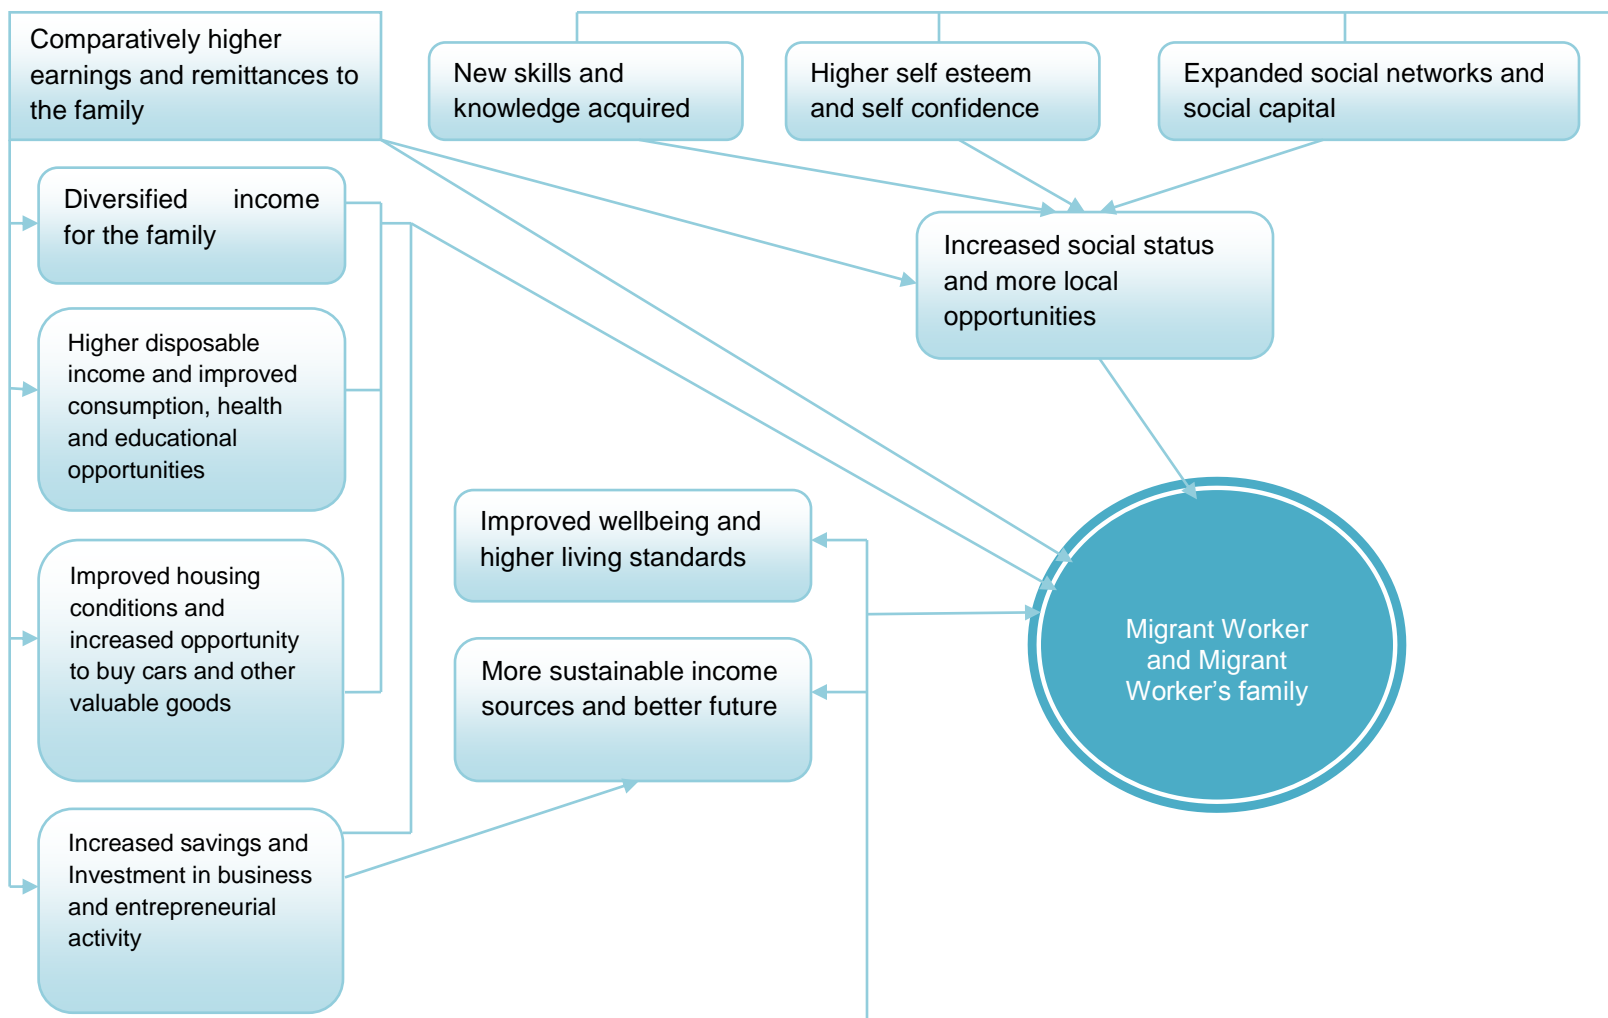 Comparatively higher
earnings and remittances to
the family
New skills and
knowledge acquired
Higher self esteem
and self confidence
Expanded social networks and
social capital
Diversified income
for the family
Increased social status
and more local
opportunities
Higher disposable
income and improved
consumption, health
and educational
opportunities
Improved wellbeing and
higher living standards
Improved housing
conditions and
increased opportunity
to buy cars and other
valuable goods
More sustainable income
sources and better future
Migrant Worker
and Migrant
Worker’s family
Increased savings and
Investment in business
and entrepreneurial
activity